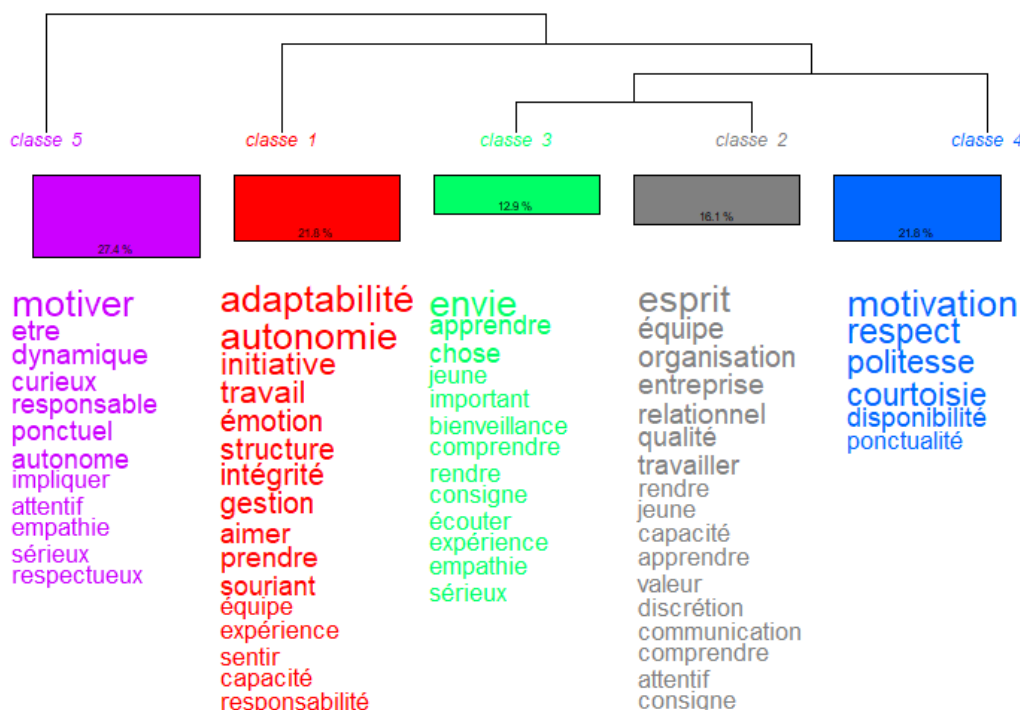 classe 5
classe 1
classe 3
classe 2
classe 4
27.4 %
21.8 %
12.9 %
16.1 %
21.8 %
motiver
etre
dynamique
curieux
responsable
ponctuel
autonome
impliquer
attentif
empathie
sérieux
respectueux
adaptabilité
autonomie
initiative
travail
émotion
structure
intégrité
gestion
aimer
prendre
souriant
équipe
expérience
sentir
capacité
responsabilité
envie
apprendre
chose
jeune
important
bienveillance
comprendre
rendre
consigne
écouter
expérience
empathie
sérieux
esprit
équipe
organisation
entreprise
relationnel
qualité
travailler
rendre
jeune
capacité
apprendre
valeur
discrétion
communication
comprendre
attentif
consigne
motivation
respect
politesse
courtoisie
disponibilité
ponctualité